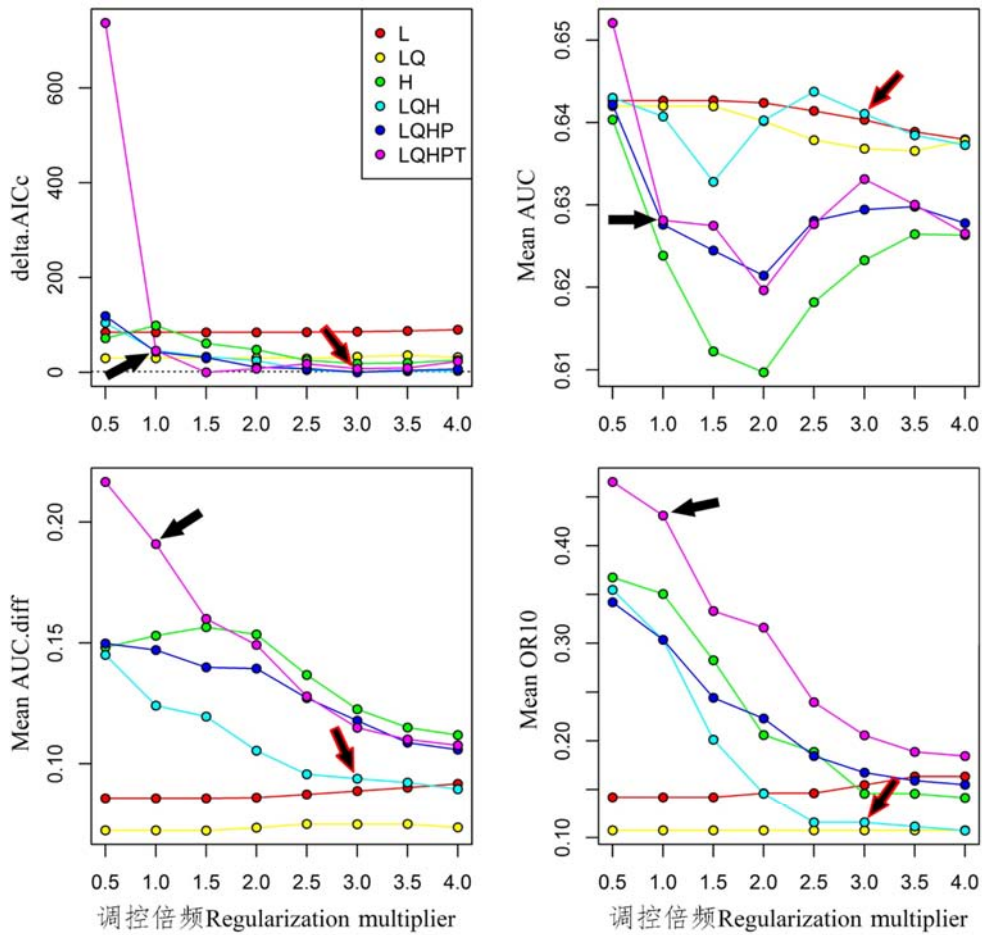 L
LQ
H
LQH
LQHP
LQHPT
delta.AICc
0
200
400
600
0.5 1.0 1.5 2.0 2.5 3.0 3.5 4.0
Mean AUC
0.61
0.62
0.63
0.64
0.65
0.5 1.0 1.5 2.0 2.5 3.0 3.5 4.0
Mean AUC.diff
0.10
0.15
0.20
0.5 1.0 1.5 2.0 2.5 3.0 3.5 4.0
调控倍频Regularization multiplier
Mean OR10
0.10
0.20
0.30
0.40
0.5 1.0 1.5 2.0 2.5 3.0 3.5 4.0
调控倍频Regularization multiplier